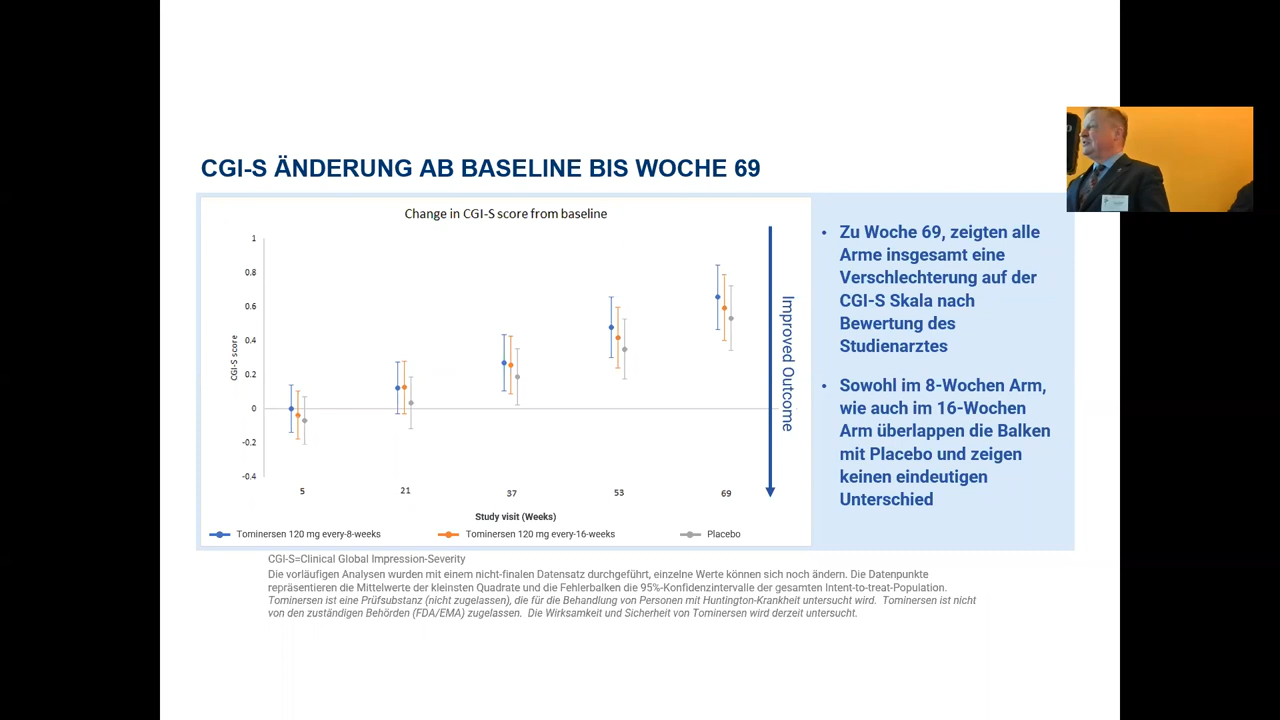 CGI-S ÄNDERUNG AB BASELINE BIS WOCHE 69
Change in CGI-S score from baseline
1
0.8
0.6
0.4
0.2
0
-0.2
-0.4
CGI-S score
5
21
37
53
69
Study visit (Weeks)
Tominersen 120 mg every-8-weeks
Tominersen 120 mg every-16-weeks
Placebo
Improved Outcome
• Zu Woche 69, zeigten alle
Arme insgesamt eine
Verschlechterung auf der
CGI-S Skala nach
Bewertung des
Studienarztes
• Sowohl im 8-Wochen Arm,
wie auch im 16-Wochen
Arm überlappen die Balken
mit Placebo und zeigen
keinen eindeutigen
Unterschied
CGI-S=Clinical Global Impression-Severity
Die vorläufigen Analysen wurden mit einem nicht-finalen Datensatz durchgeführt, einzelne Werte können sich noch ändern. Die Datenpunkte
repräsentieren die Mittelwerte der kleinsten Quadrate und die Fehlerbalken die 95%-Konfidenzintervalle der gesamten Intent-to-treat-Population.
Tominersen ist eine Prüfsubstanz (nicht zugelassen), die für die Behandlung von Personen mit Huntington-Krankheit untersucht wird. Tominersen ist nicht
von den zuständigen Behörden (FDA/EMA) zugelassen. Die Wirksamkeit und Sicherheit von Tominersen wird derzeit untersucht.